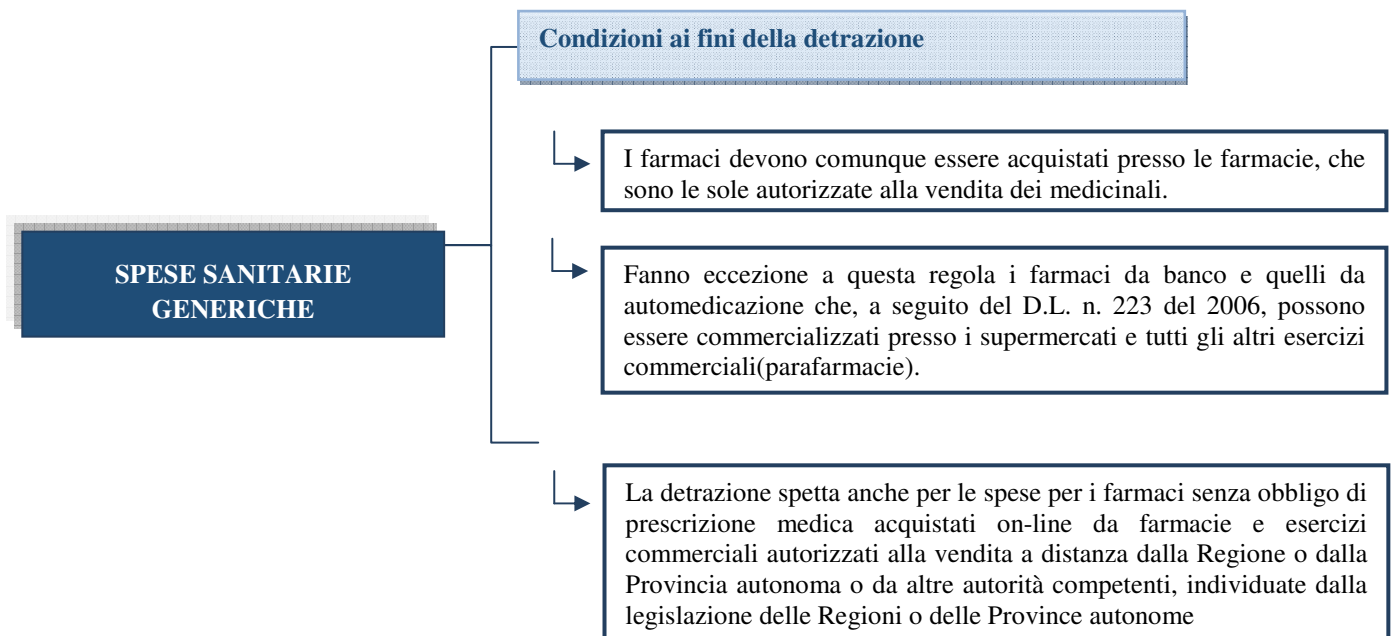 Condizioni ai fini della detrazione
I farmaci devono comunque essere acquistati presso le farmacie, che
sono le sole autorizzate alla vendita dei medicinali.
SPESE SANITARIE
GENERICHE
Fanno eccezione a questa regola i farmaci da banco e quelli da
automedicazione che, a seguito del D.L. n. 223 del 2006, possono
essere commercializzati presso i supermercati e tutti gli altri esercizi
commerciali(parafarmacie).
La detrazione spetta anche per le spese per i farmaci senza obbligo di
prescrizione medica acquistati on-line da farmacie e esercizi
commerciali autorizzati alla vendita a distanza dalla Regione o dalla
Provincia autonoma o da altre autorità competenti, individuate dalla
legislazione delle Regioni o delle Province autonome